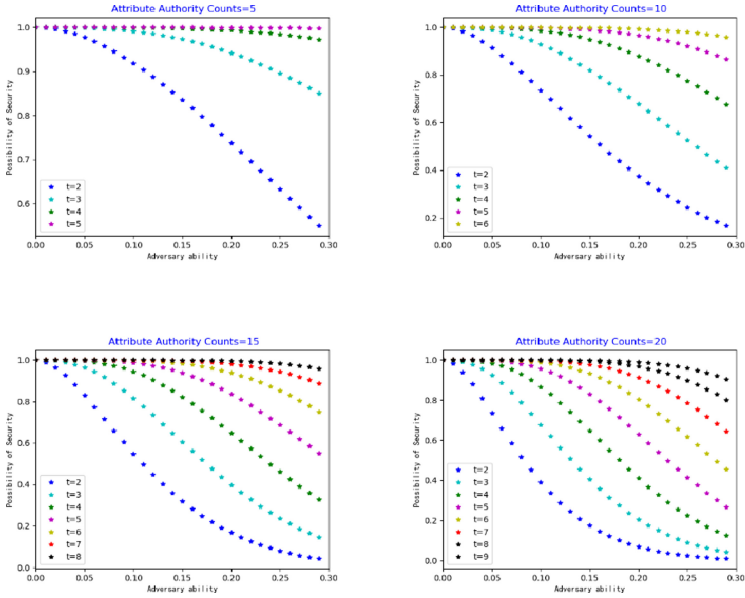 Attribute Authority Counts=5
Possibility of Security
1.0
0.9
0.8
0.7
0.6
t=2
t=3
t=4
t=5
0.00 0.05 0.10 0.15 0.20 0.25 0.30
Adversary ability
Attribute Authority Counts=10
Possibility of Security
1.0
0.8
0.6
0.4
0.2
t=2
t=3
t=4
t=5
t=6
0.00 0.05 0.10 0.15 0.20 0.25 0.30
Adversary ability
Attribute Authority Counts=15
Possibility of Security
1.0
0.8
0.6
0.4
0.2
0.0
t=2
t=3
t=4
t=5
t=6
t=7
t=8
0.00 0.05 0.10 0.15 0.20 0.25 0.30
Adversary ability
Attribute Authority Counts=20
Possibility of Security
1.0
0.8
0.6
0.4
0.2
0.0
t=2
t=3
t=4
t=5
t=6
t=7
t=8
t=9
0.00 0.05 0.10 0.15 0.20 0.25 0.30
Adversary ability